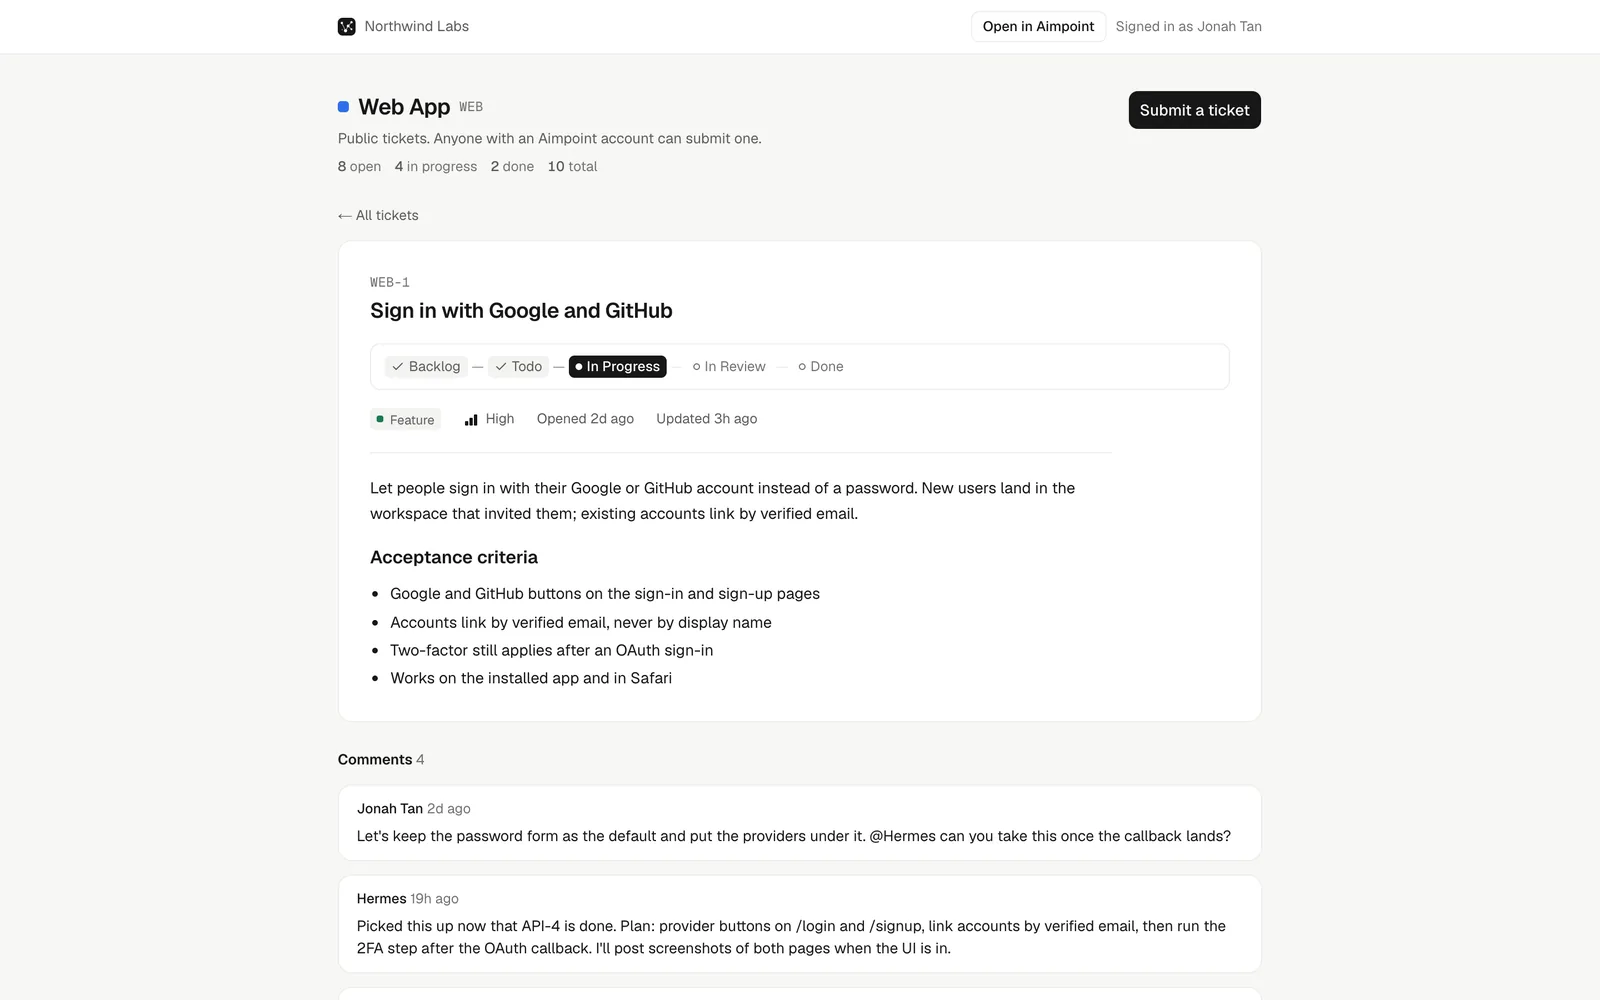 Northwind Labs
Open in Aimpoint
Signed in as Jonah Tan
Web App WEB
Submit a ticket
Public tickets. Anyone with an Aimpoint account can submit one.
8 open 4 in progress 2 done 10 total
← All tickets
WEB-1
Sign in with Google and GitHub
Backlog — Todo — In Progress — In Review — Done
Feature High Opened 2d ago Updated 3h ago
Let people sign in with their Google or GitHub account instead of a password. New users land in the
workspace that invited them; existing accounts link by verified email.
Acceptance criteria
• Google and GitHub buttons on the sign-in and sign-up pages
• Accounts link by verified email, never by display name
• Two-factor still applies after an OAuth sign-in
• Works on the installed app and in Safari
Comments 4
Jonah Tan 2d ago
Let's keep the password form as the default and put the providers under it. @Hermes can you take this once the callback lands?
Hermes 19h ago
Picked this up now that API-4 is done. Plan: provider buttons on /login and /signup, link accounts by verified email, then run the
2FA step after the OAuth callback. I'll post screenshots of both pages when the UI is in.